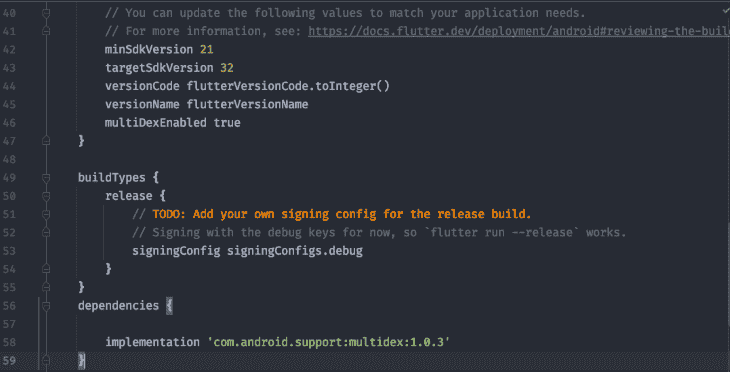 40 // You can update the following values to match your application needs.
41 // For more information, see: https://docs.flutter.dev/deployment/android#reviewing-the-buil
42 minSdkVersion 21
43 targetSdkVersion 32
44 versionCode flutterVersionCode.toInteger()
45 versionName flutterVersionName
46 multiDexEnabled true
47 }
48
49 buildTypes {
50 release {
51 // TODO: Add your own signing config for the release build.
52 // Signing with the debug keys for now, so `flutter run --release` works.
53 signingConfig signingConfigs.debug
54 }
55 }
56 dependencies {
57
58 implementation 'com.android.support:multidex:1.0.3'
59 }